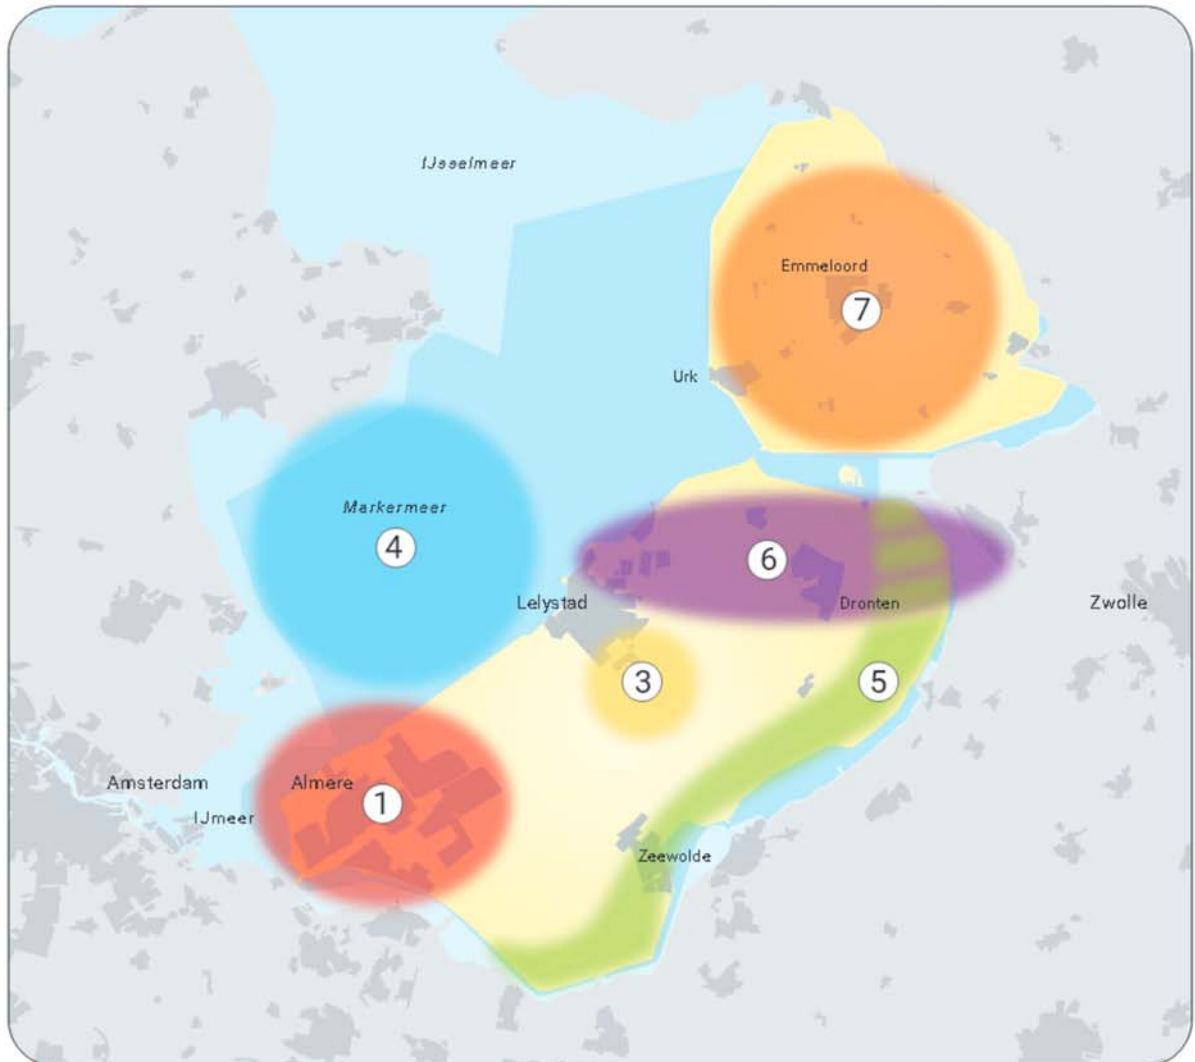 IJsselmeer
Emmeloord
7
Urk
Markermeer
4
6
Lelystad
Dronten
Zwolle
3
5
Amsterdam
Almere
1
IJmeer
Zeewolde